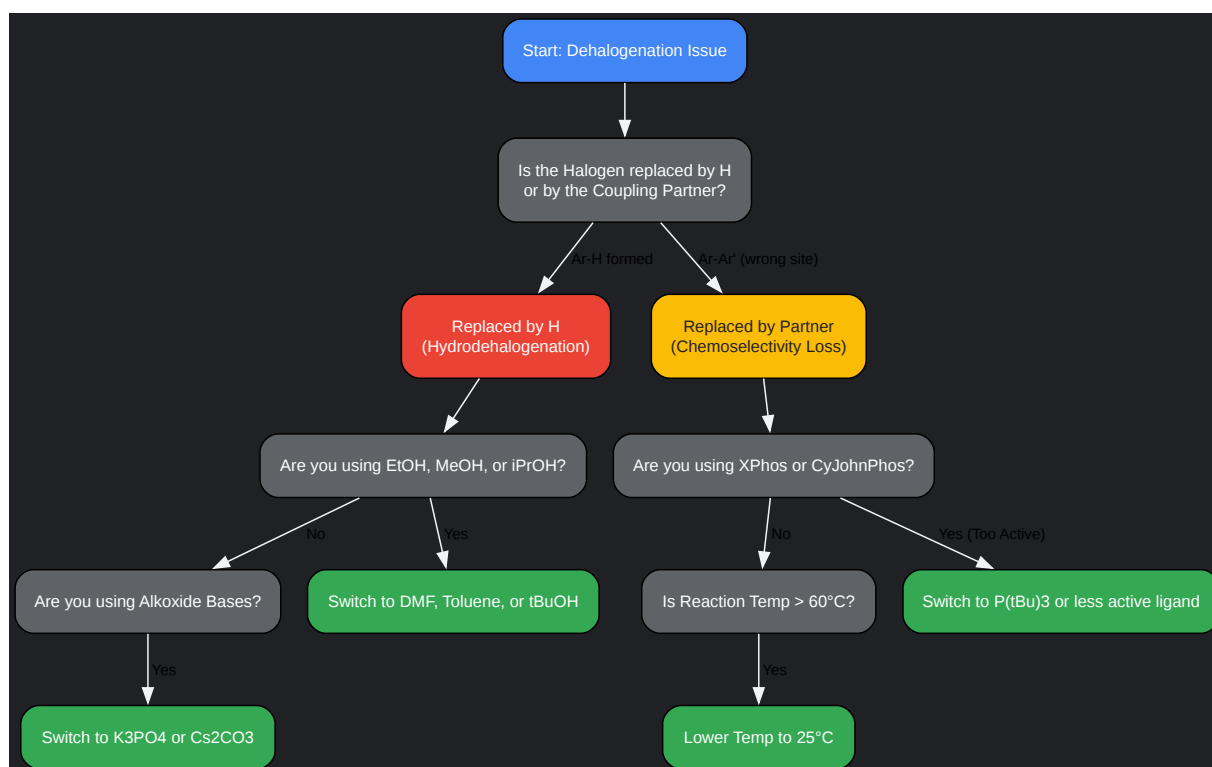 Start: Dehalogenation Issue
Is the Halogen replaced by H
or by the Coupling Partner?
Ar-H formed
Ar-Ar' (wrong site)
Replaced by H
(Hydrodehalogenation)
Replaced by Partner
(Chemoselectivity Loss)
Are you using EtOH, MeOH, or iPrOH?
Are you using XPhos or CyJohnPhos?
No
Yes
No
Yes (Too Active)
Are you using Alkoxide Bases?
Switch to DMF, Toluene, or tBuOH
Is Reaction Temp > 60°C?
Switch to P(tBu)3 or less active ligand
Yes
Yes
Switch to K3PO4 or Cs2CO3
Lower Temp to 25°C